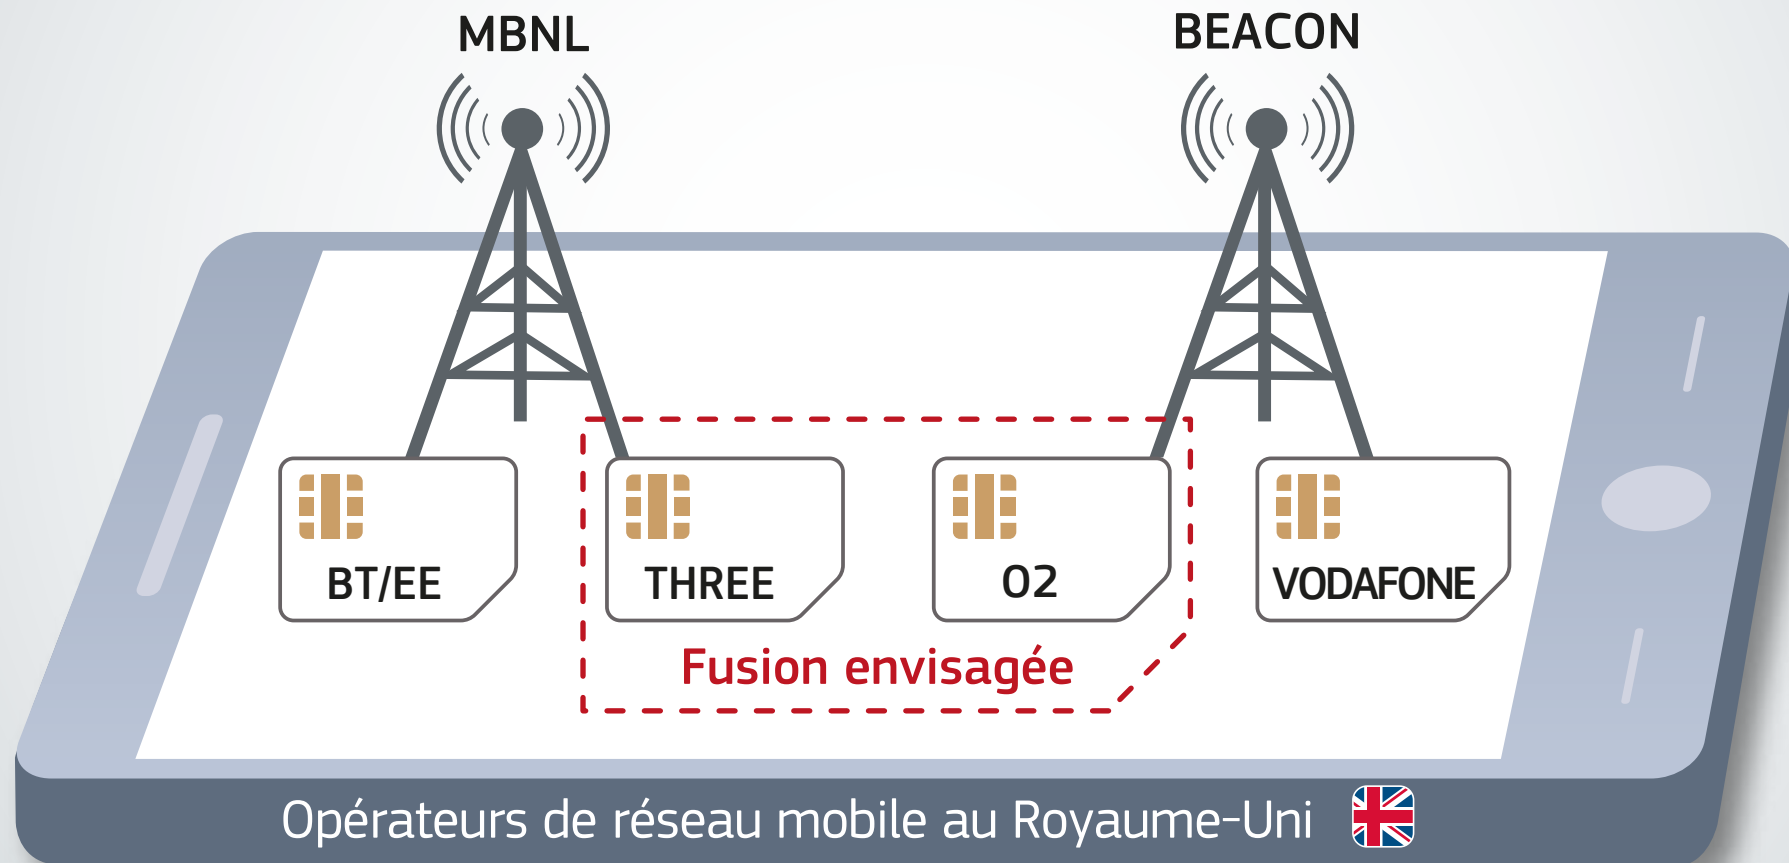 MBNL
BEACON
BT/EE
THREE
O2
VODAFONE
Fusion envisagée
Opérateurs de réseau mobile au Royaume-Uni